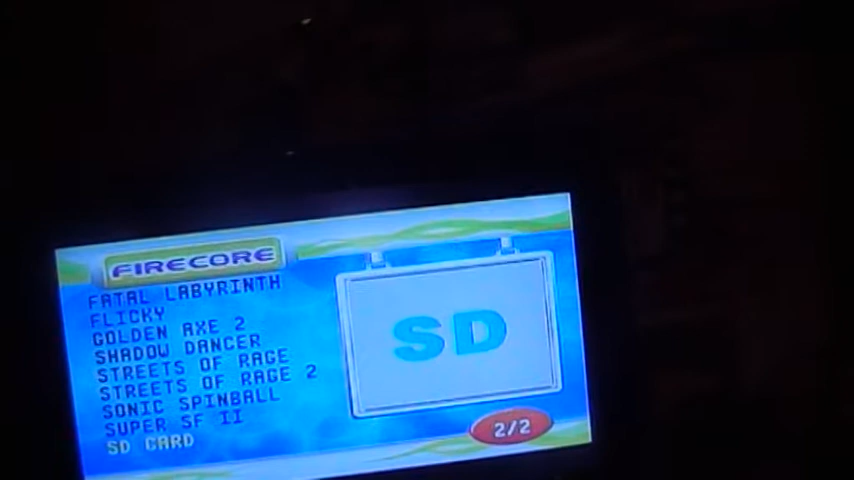 FIRECORE
FATAL LABYRINTH
FLICKY
GOLDEN AXE 2
SHADOW DANCER
STREETS OF RAGE
STREETS OF RAGE 2
SONIC SPINBALL
SUPER SF II
SD CARD
SD
2/2